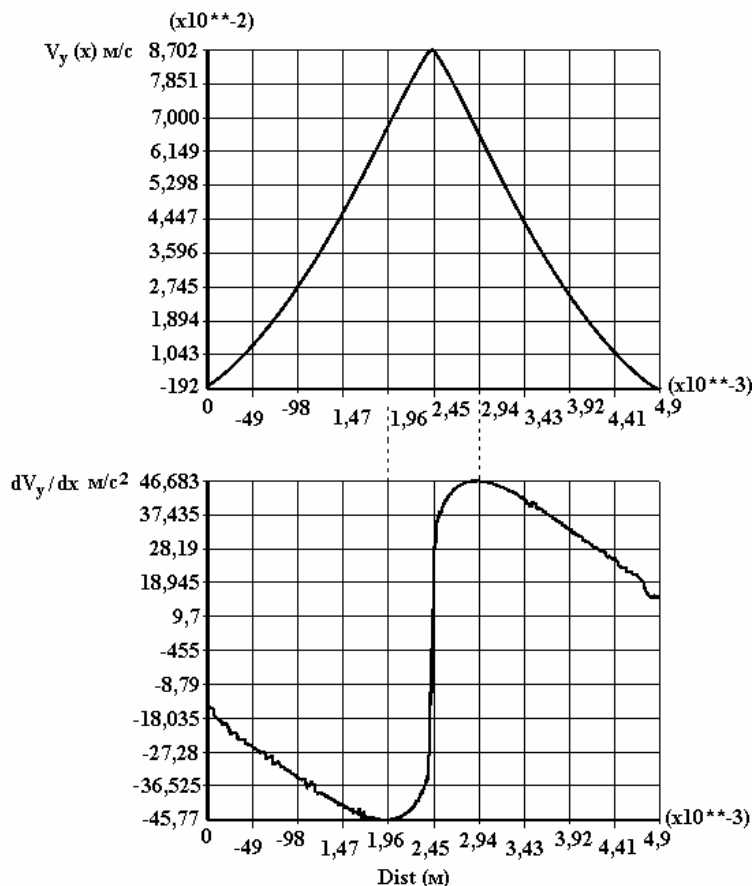 (x10**-2)
V_y (x) м/с
8,702
7,851
7,000
6,149
5,298
4,447
3,596
2,745
1,894
1,043
-192
(x10**-3)
0 -49 -98 1,47 1,96 2,45 2,94 3,43 3,92 4,41 4,9
dV_y/dx м/с²
46,683
37,435
28,19
18,945
9,7
-455
-8,79
-18,035
-27,28
-36,525
-45,77
(x10**-3)
0 -49 -98 1,47 1,96 2,45 2,94 3,43 3,92 4,41 4,9
Dist (м)